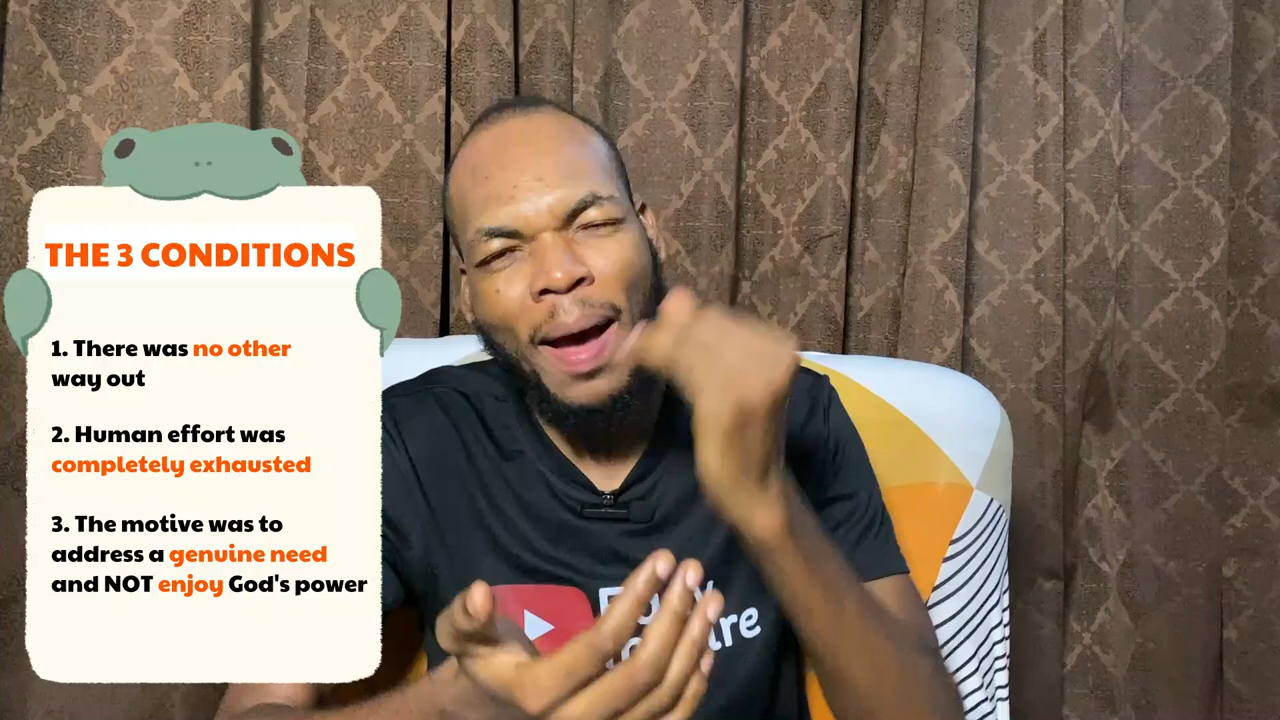 THE 3 CONDITIONS
1. There was no other
way out
2. Human effort was
completely exhausted
3. The motive was to
address a genuine need
and NOT enjoy God's power